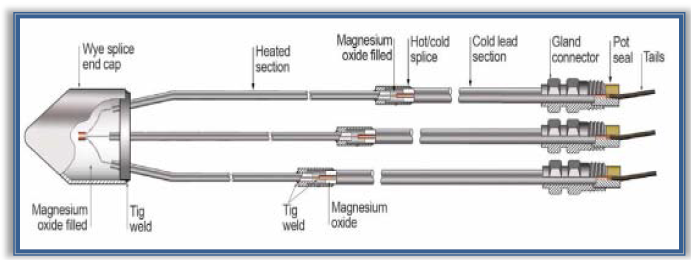 Wye splice
end cap
Heated
section
Magnesium
oxide filled
Hot/cold
splice
Cold lead
section
Gland
connector
Pot
seal
Tails
Magnesium
oxide filled
Tig
weld
Tig
weld
Magnesium
oxide